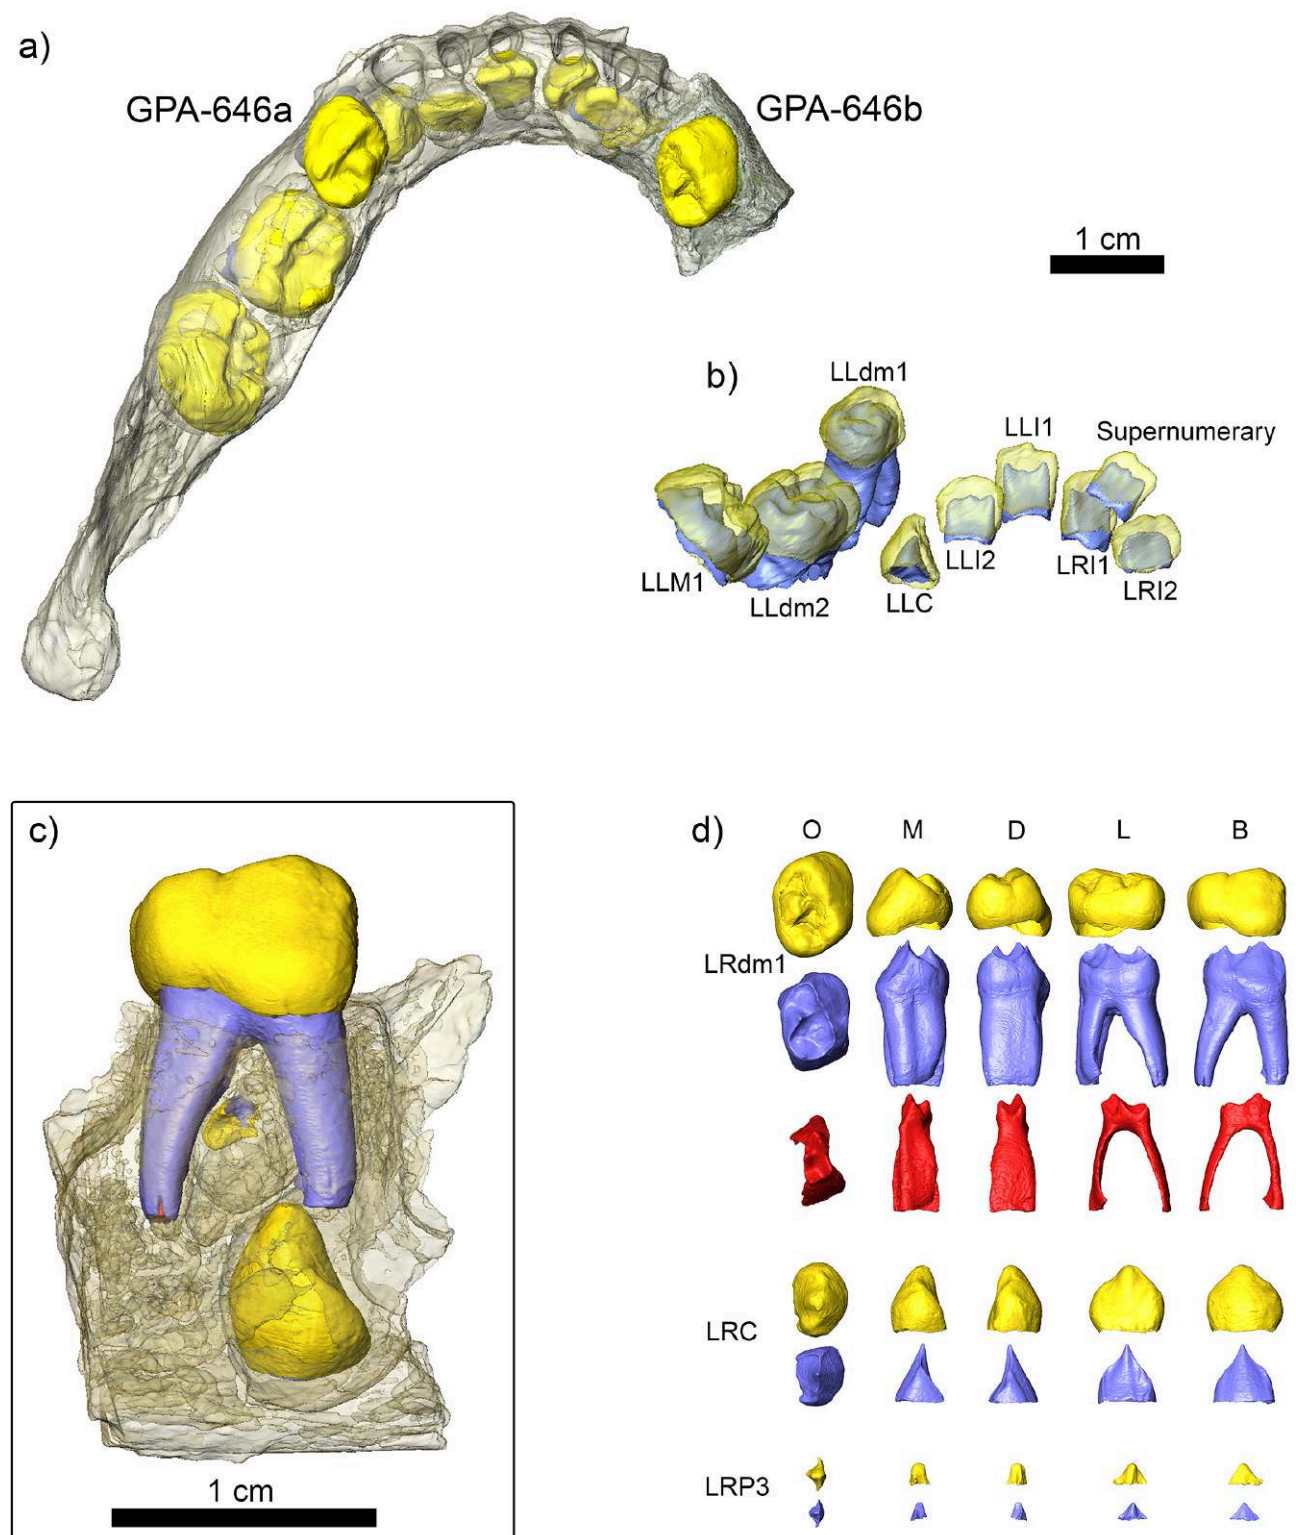 a)
GPA-646a
GPA-646b
1 cm
b)
LLdm1
LLI1
Supernumerary
LLM1
LLdm2
LLC
LLI2
LRI1
LRI2
c)
1 cm
d)
O M D L B
LRdm1
LRC
LRP3